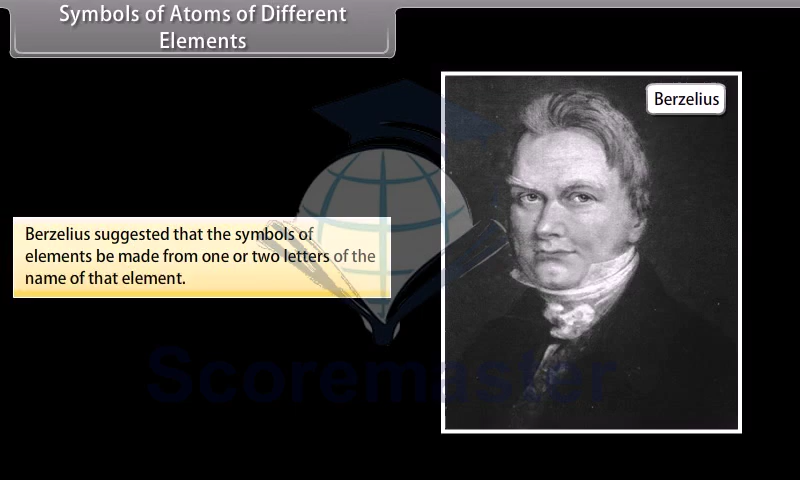 Symbols of Atoms of Different
Elements
Berzelius
Berzelius suggested that the symbols of
elements be made from one or two letters of the
name of that element.
Scoremaster